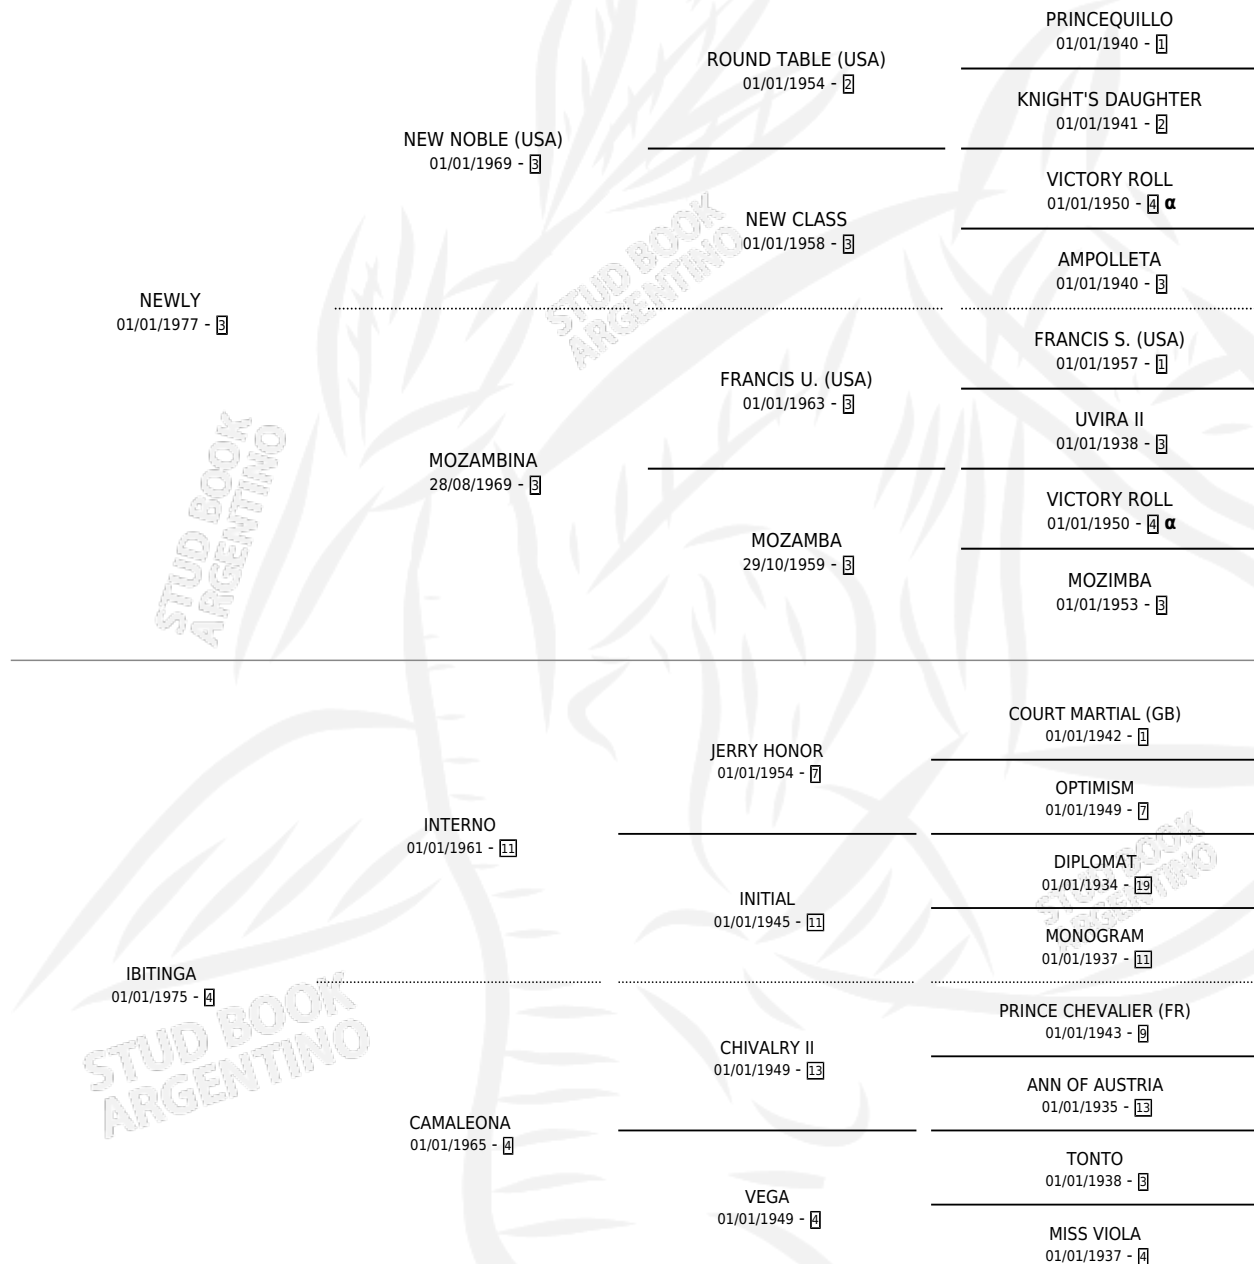 PRINCEQUILLO
01/01/1940 - 1
ROUND TABLE (USA)
01/01/1954 - 2
KNIGHT'S DAUGHTER
01/01/1941 - 2
NEW NOBLE (USA)
01/01/1969 - 3
VICTORY ROLL
01/01/1950 - 4 α
NEW CLASS
01/01/1958 - 3
AMPOLLETA
01/01/1940 - 3
NEWLY
01/01/1977 - 3
FRANCIS S. (USA)
01/01/1957 - 1
FRANCIS U. (USA)
01/01/1963 - 3
UVIRA II
01/01/1938 - 3
MOZAMBINA
28/08/1969 - 3
VICTORY ROLL
01/01/1950 - 4 α
MOZAMBA
29/10/1959 - 3
MOZIMBA
01/01/1953 - 3
COURT MARTIAL (GB)
01/01/1942 - 1
JERRY HONOR
01/01/1954 - 7
OPTIMISM
01/01/1949 - 7
INTERNO
01/01/1961 - 11
DIPLOMAT
01/01/1934 - 19
INITIAL
01/01/1945 - 11
MONOGRAM
01/01/1937 - 11
IBITINGA
01/01/1975 - 4
PRINCE CHEVALIER (FR)
01/01/1943 - 9
CHIVALRY II
01/01/1949 - 13
ANN OF AUSTRIA
01/01/1935 - 13
CAMALEONA
01/01/1965 - 4
TONTO
01/01/1938 - 3
VEGA
01/01/1949 - 4
MISS VIOLA
01/01/1937 - 4
STUD BOOK
ARGENTINO
STUD BOOK
ARGENTINO
STUD BOOK
ARGENTINO
STUD BOOK
ARGENTINO